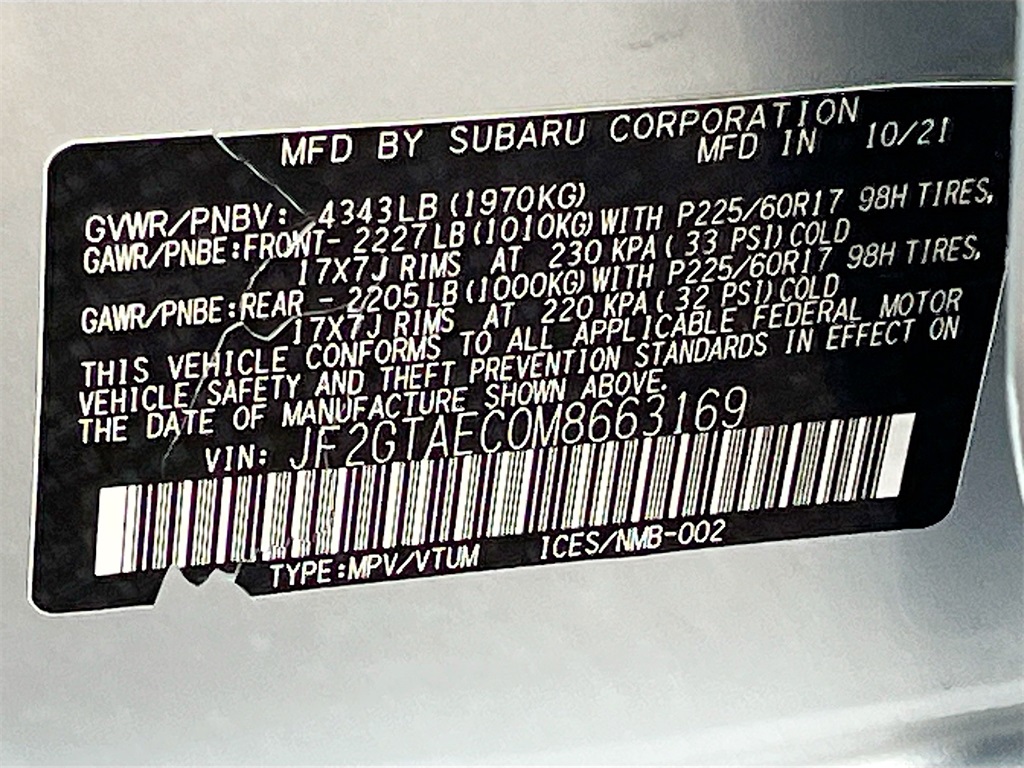 MFD BY SUBARU CORPORATION
MFD IN 10/21
GVWR/PNBV: 4343LB (1970KG)
GAWR/PNBE:FRONT- 2227LB (1010KG) WITH P225/60R17 98H TIRES,
17X7J RIMS AT 230 KPA ( 33 PSI) COLD
GAWR/PNBE:REAR - 2205LB (1000KG) WITH P225/60R17 98H TIRES,
17X7J RIMS AT 220 KPA ( 32 PSI) COLD
THIS VEHICLE CONFORMS TO ALL APPLICABLE FEDERAL MOTOR
VEHICLE SAFETY AND THEFT PREVENTION STANDARDS IN EFFECT ON
THE DATE OF MANUFACTURE SHOWN ABOVE.
VIN: JF2GTAEC0M8663169
TYPE:MPV/VTUM ICES/NMB-002